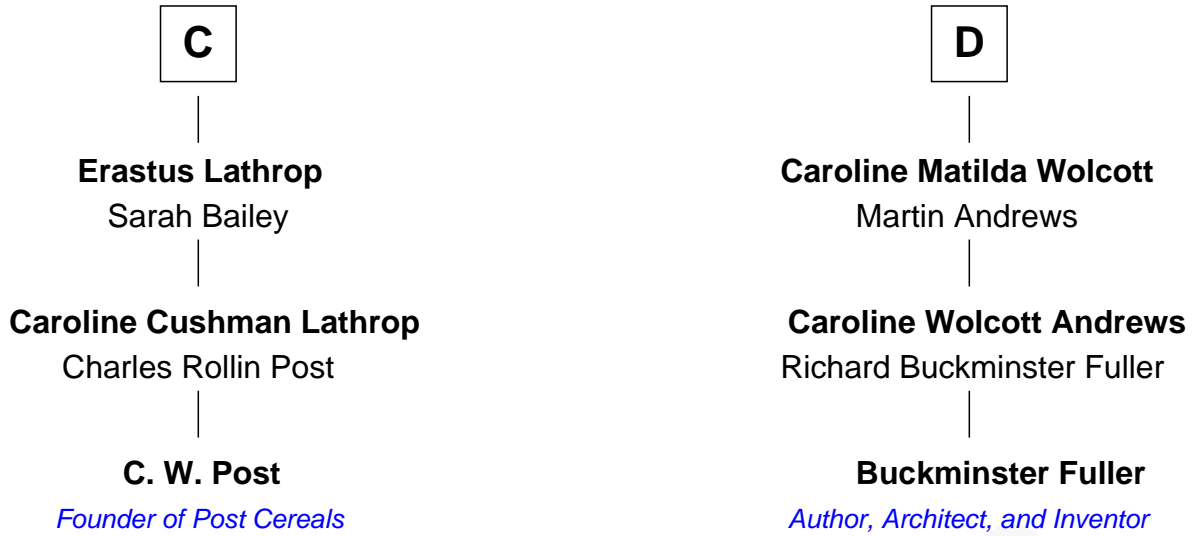 C
Erastus Lathrop
Sarah Bailey
Caroline Cushman Lathrop
Charles Rollin Post
C. W. Post
Founder of Post Cereals
D
Caroline Matilda Wolcott
Martin Andrews
Caroline Wolcott Andrews
Richard Buckminster Fuller
Buckminster Fuller
Author, Architect, and Inventor